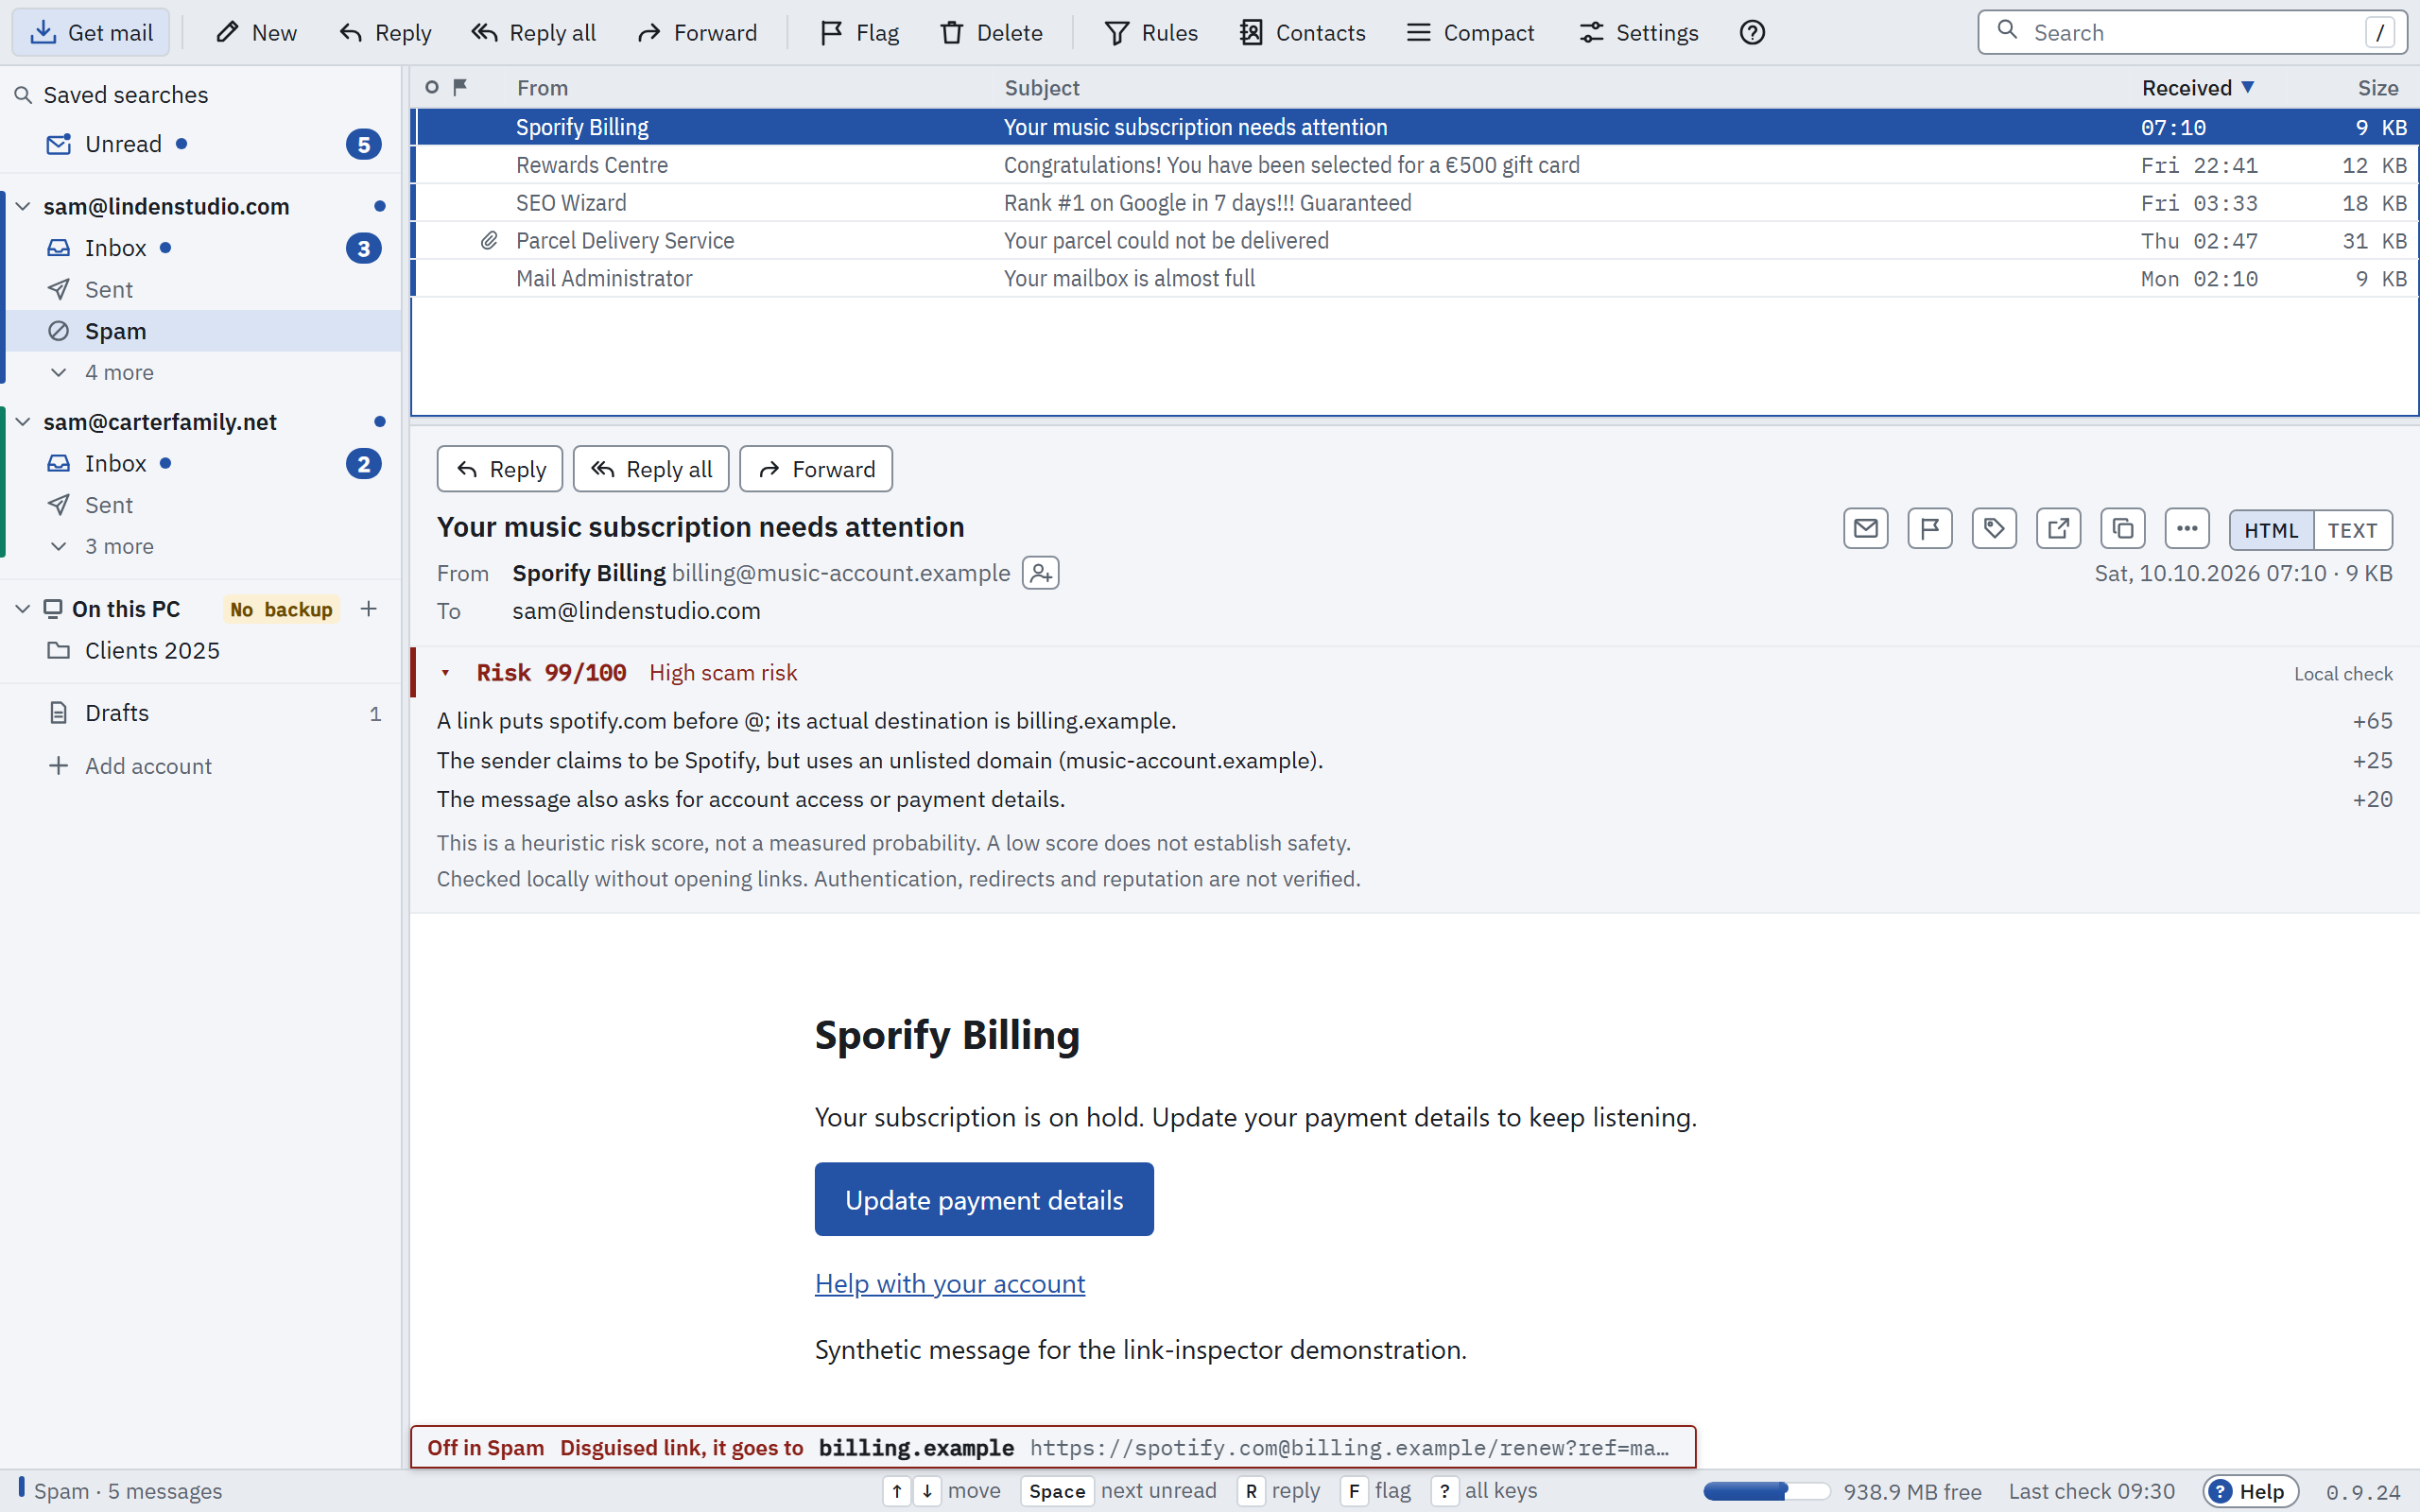 Get mail New Reply Reply all Forward Flag Delete Rules Contacts Compact Settings Search /
Saved searches
Unread 5
sam@lindenstudio.com
Inbox 3
Sent
Spam
4 more
sam@carterfamily.net
Inbox 2
Sent
3 more
On this PC No backup
Clients 2025
Drafts 1
Add account
From Subject Received Size
Sporify Billing Your music subscription needs attention 07:10 9 KB
Rewards Centre Congratulations! You have been selected for a €500 gift card Fri 22:41 12 KB
SEO Wizard Rank #1 on Google in 7 days!!! Guaranteed Fri 03:33 18 KB
Parcel Delivery Service Your parcel could not be delivered Thu 02:47 31 KB
Mail Administrator Your mailbox is almost full Mon 02:10 9 KB
Reply Reply all Forward
Your music subscription needs attention HTML TEXT
From Sporify Billing billing@music-account.example Sat, 10.10.2026 07:10 · 9 KB
To sam@lindenstudio.com
Risk 99/100 High scam risk Local check
A link puts spotify.com before @; its actual destination is billing.example. +65
The sender claims to be Spotify, but uses an unlisted domain (music-account.example). +25
The message also asks for account access or payment details. +20
This is a heuristic risk score, not a measured probability. A low score does not establish safety.
Checked locally without opening links. Authentication, redirects and reputation are not verified.
Sporify Billing
Your subscription is on hold. Update your payment details to keep listening.
Update payment details
Help with your account
Synthetic message for the link-inspector demonstration.
Off in Spam Disguised link, it goes to billing.example https://spotify.com@billing.example/renew?ref=ma…
Spam · 5 messages ↑ ↓ move Space next unread R reply F flag ? all keys 938.9 MB free Last check 09:30 ? Help 0.9.24